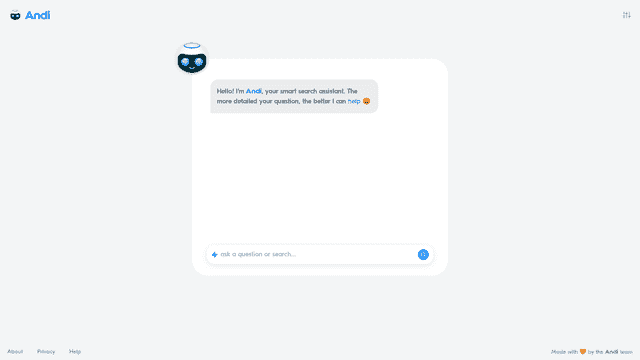 Andi
Hello! I'm Andi, your smart search assistant. The
more detailed your question, the better I can help
ask a question or search...
About Privacy Help
Made with by the Andi team